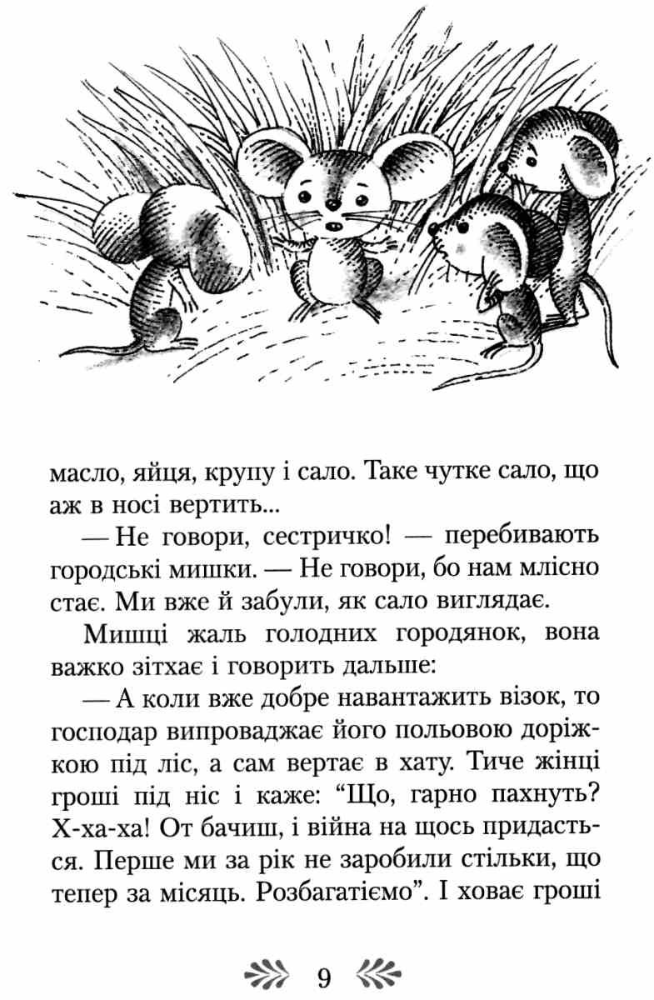 масло, яйця, крупу і сало. Таке чутке сало, що
аж в носі вертить...
— Не говори, сестричко! — перебивають
городські мишки. — Не говори, бо нам млісно
стає. Ми вже й забули, як сало виглядає.
Мишці жаль голодних городянок, вона
важко зітхає і говорить дальше:
— А коли вже добре навантажить візок, то
господар випроваджає його польовою доріж-
кою під ліс, а сам вертає в хату. Тиче жінці
гроші під ніс і каже: “Що, гарно пахнуть?
Х-ха-ха! От бачиш, і війна на щось придасть-
ся. Перше ми за рік не заробили стільки, що
тепер за місяць. Розбагатіємо”. І ховає гроші
9